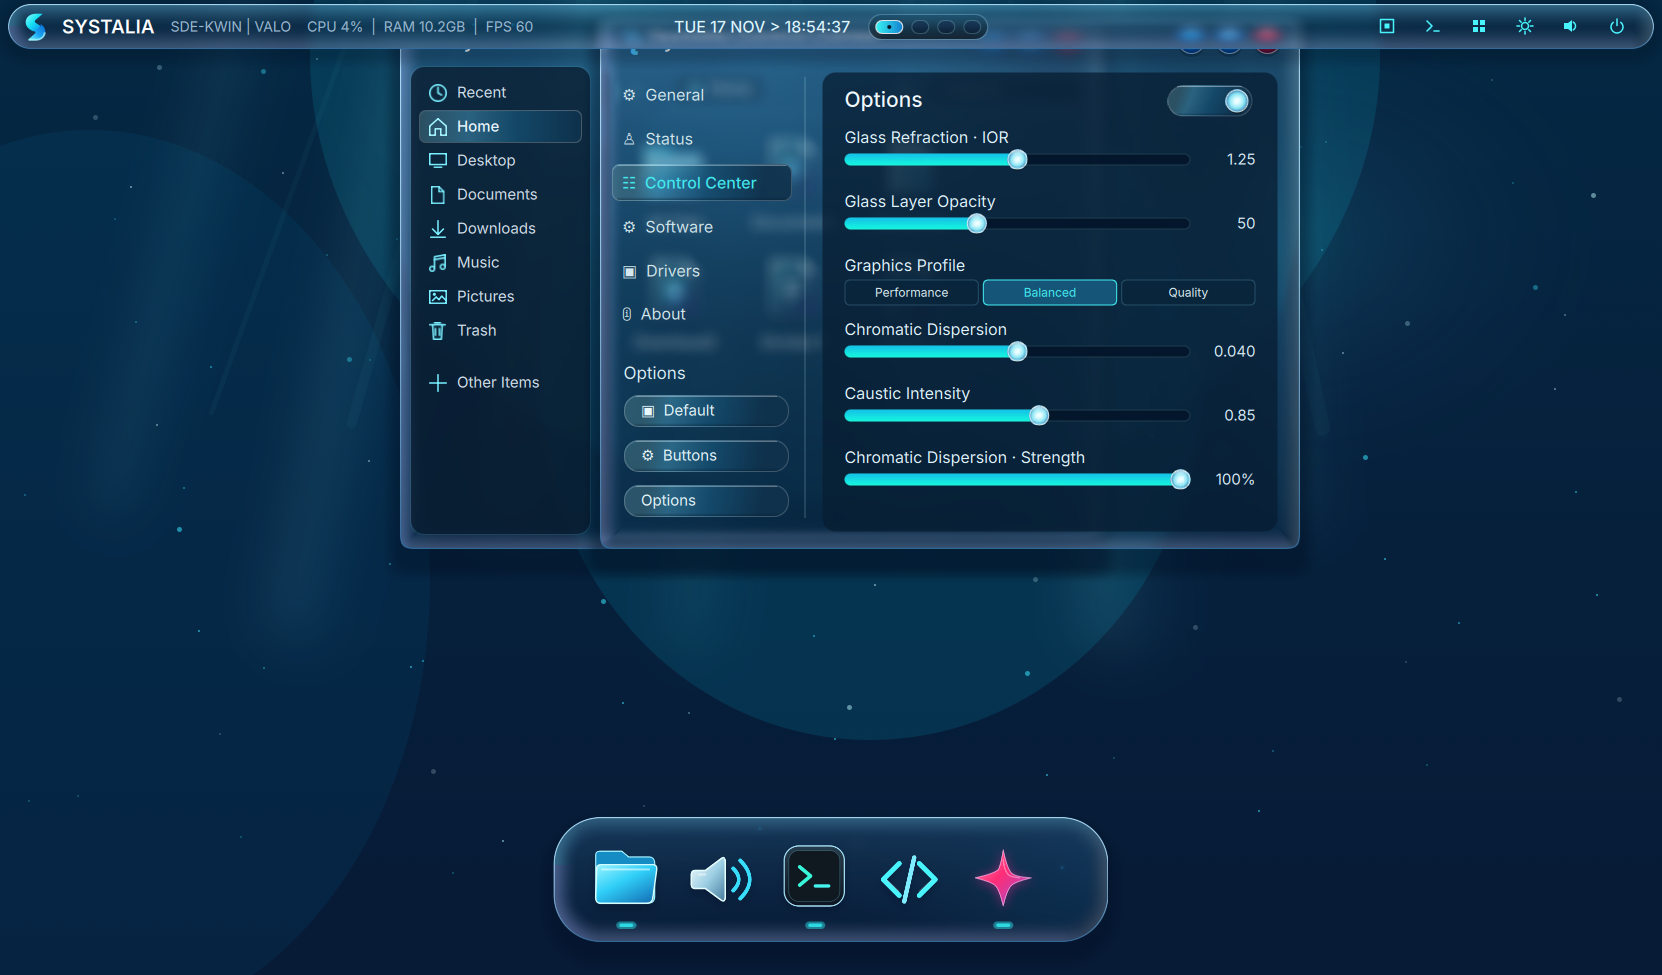 SYSTALIA SDE-KWIN | VALO CPU 4% | RAM 10.2GB | FPS 60 TUE 17 NOV > 18:54:37
Recent
Home
Desktop
Documents
Downloads
Music
Pictures
Trash
Other Items
General
Status
Control Center
Software
Drivers
About
Options
Default
Buttons
Options
Options
Glass Refraction · IOR
1.25
Glass Layer Opacity
50
Graphics Profile
Performance Balanced Quality
Chromatic Dispersion
0.040
Caustic Intensity
0.85
Chromatic Dispersion · Strength
100%